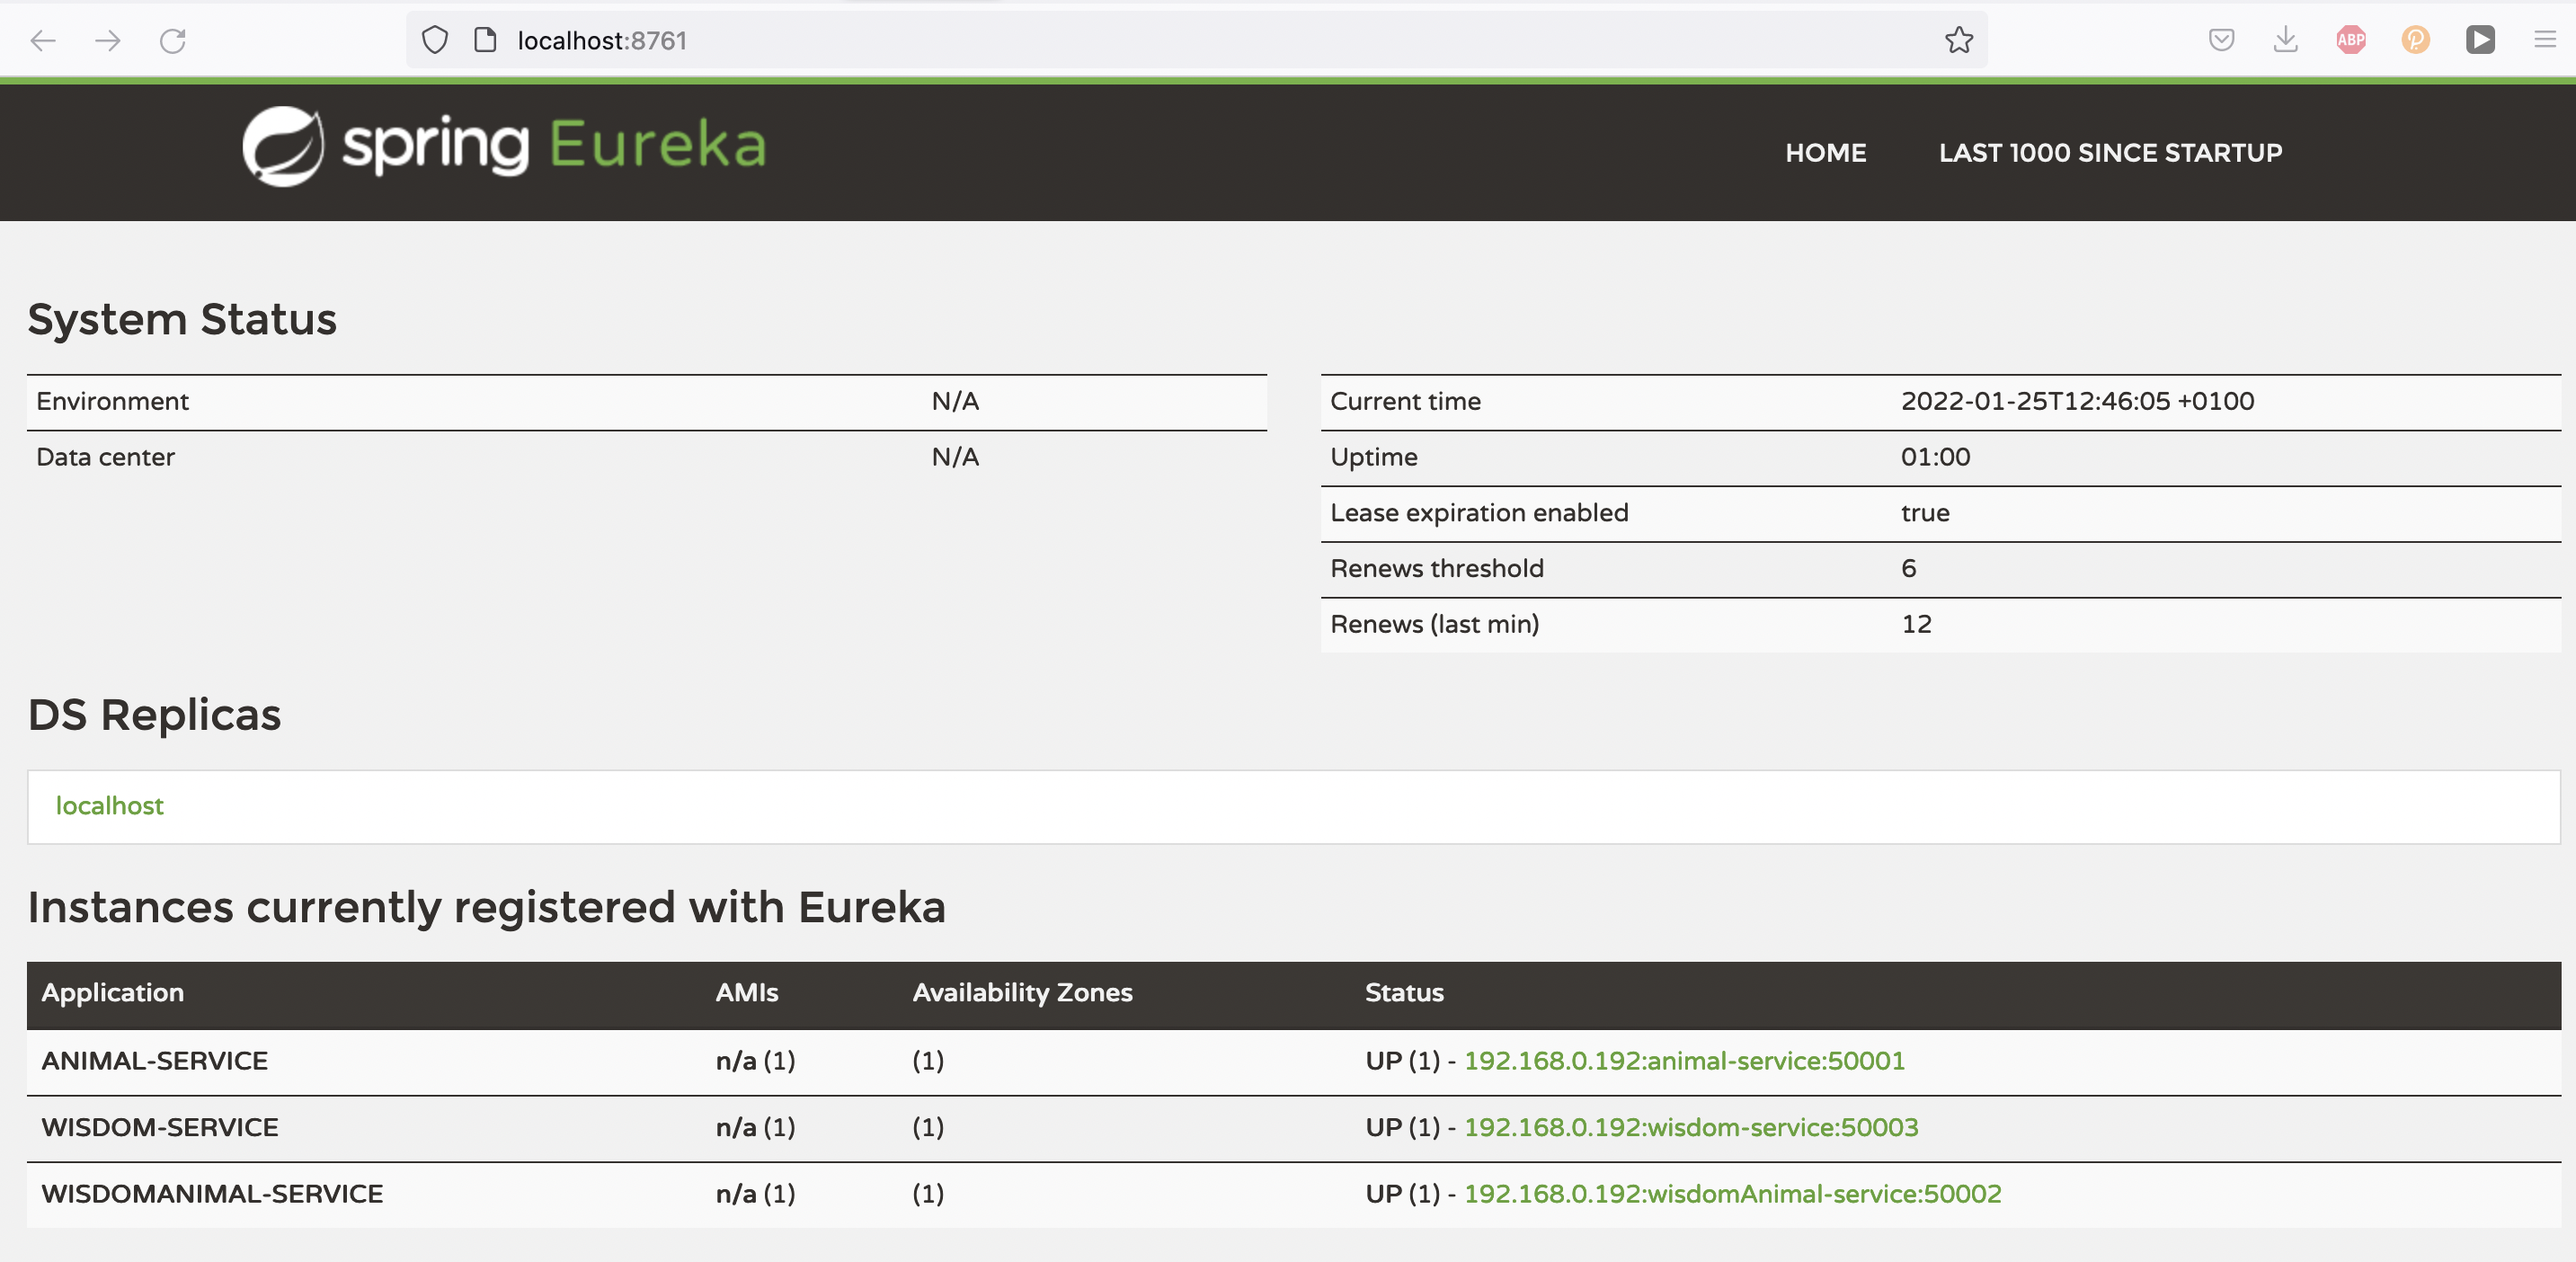 localhost:8761
ABP
spring Eureka
HOME LAST 1000 SINCE STARTUP
System Status
Environment N/A
Data center N/A
Current time 2022-01-25T12:46:05 +0100
Uptime 01:00
Lease expiration enabled true
Renews threshold 6
Renews (last min) 12
DS Replicas
localhost
Instances currently registered with Eureka
Application AMIs Availability Zones Status
ANIMAL-SERVICE n/a (1) (1) UP (1) - 192.168.0.192:animal-service:50001
WISDOM-SERVICE n/a (1) (1) UP (1) - 192.168.0.192:wisdom-service:50003
WISDOMANIMAL-SERVICE n/a (1) (1) UP (1) - 192.168.0.192:wisdomAnimal-service:50002